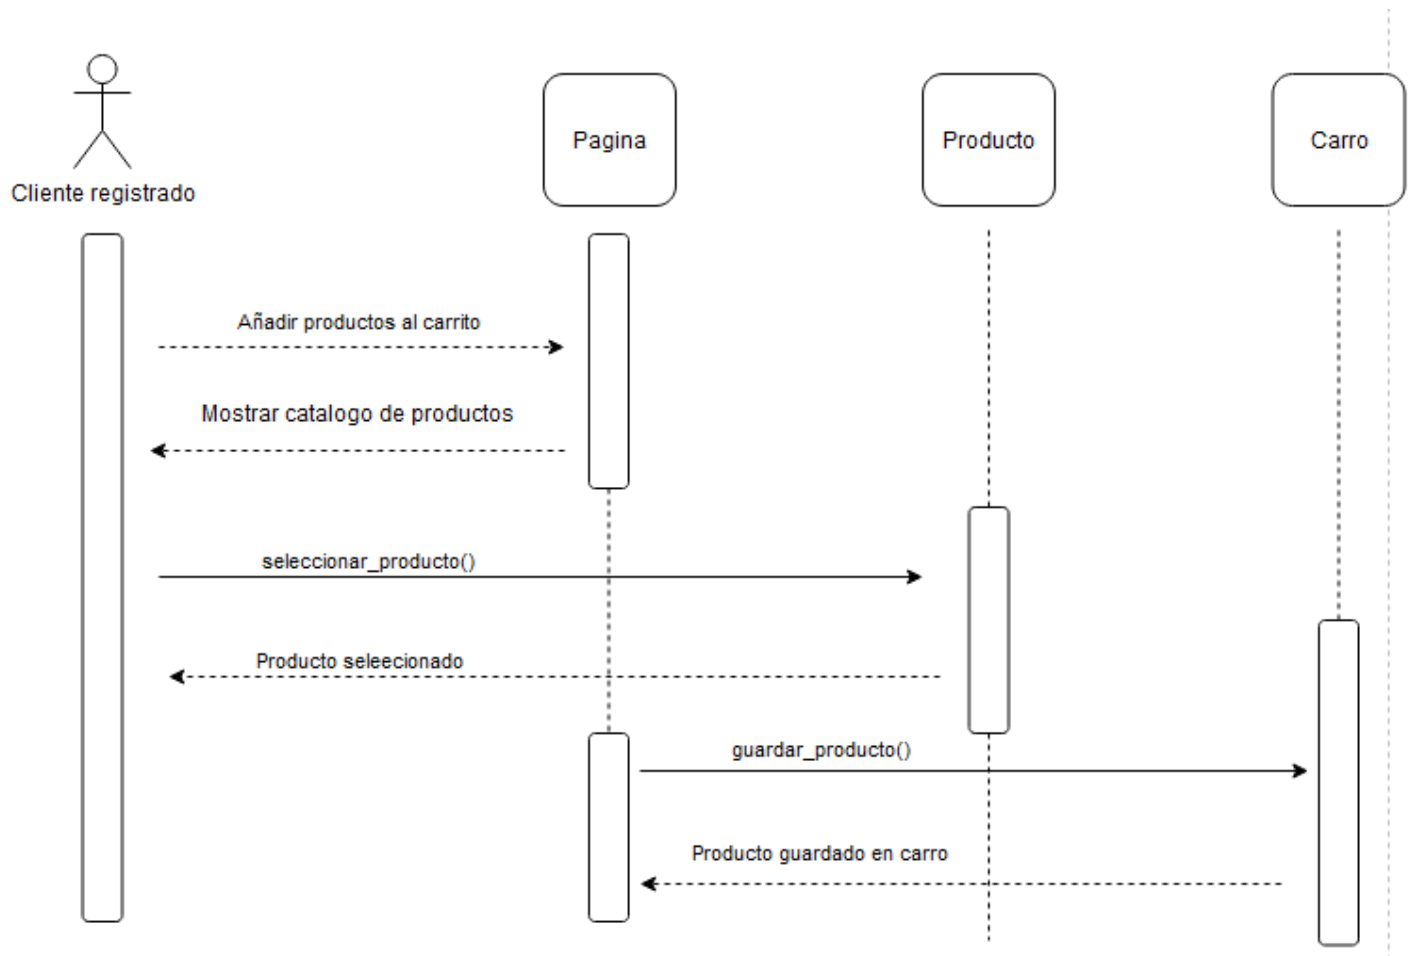 Pagina
Producto
Carro
Cliente registrado
Añadir productos al carrito
Mostrar catalogo de productos
seleccionar_producto()
Producto seleecionado
guardar_producto()
Producto guardado en carro